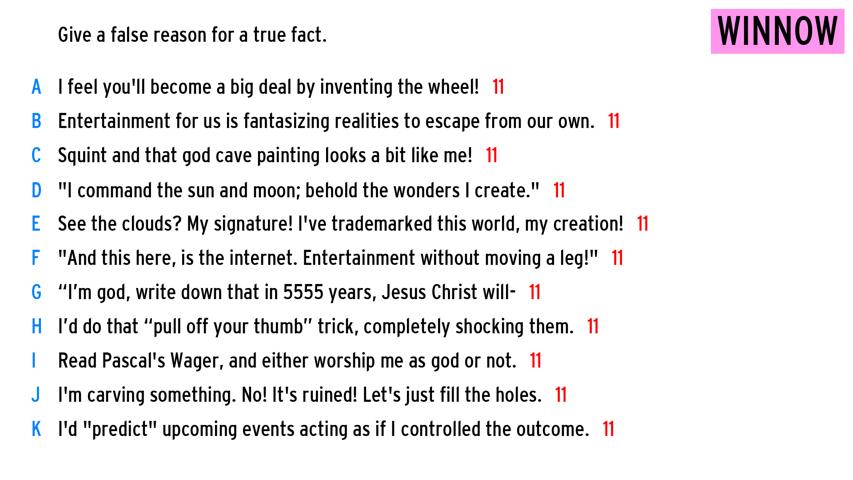 Give a false reason for a true fact.
WINNOW
A I feel you'll become a big deal by inventing the wheel! 11
B Entertainment for us is fantasizing realities to escape from our own. 11
C Squint and that god cave painting looks a bit like me! 11
D "I command the sun and moon; behold the wonders I create." 11
E See the clouds? My signature! I've trademarked this world, my creation! 11
F "And this here, is the internet. Entertainment without moving a leg!" 11
G “I’m god, write down that in 5555 years, Jesus Christ will- 11
H I’d do that “pull off your thumb” trick, completely shocking them. 11
I Read Pascal's Wager, and either worship me as god or not. 11
J I'm carving something. No! It's ruined! Let's just fill the holes. 11
K I'd "predict" upcoming events acting as if I controlled the outcome. 11